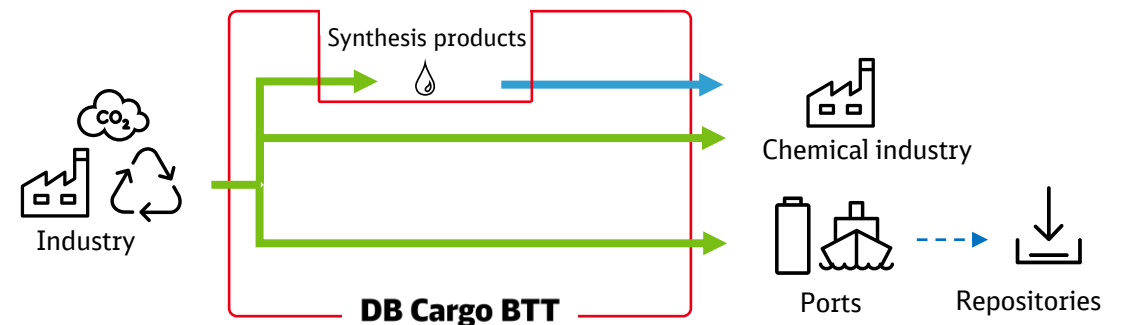 Synthesis products
CO₂
Chemical industry
Industry
Ports
Repositories
DB Cargo BTT